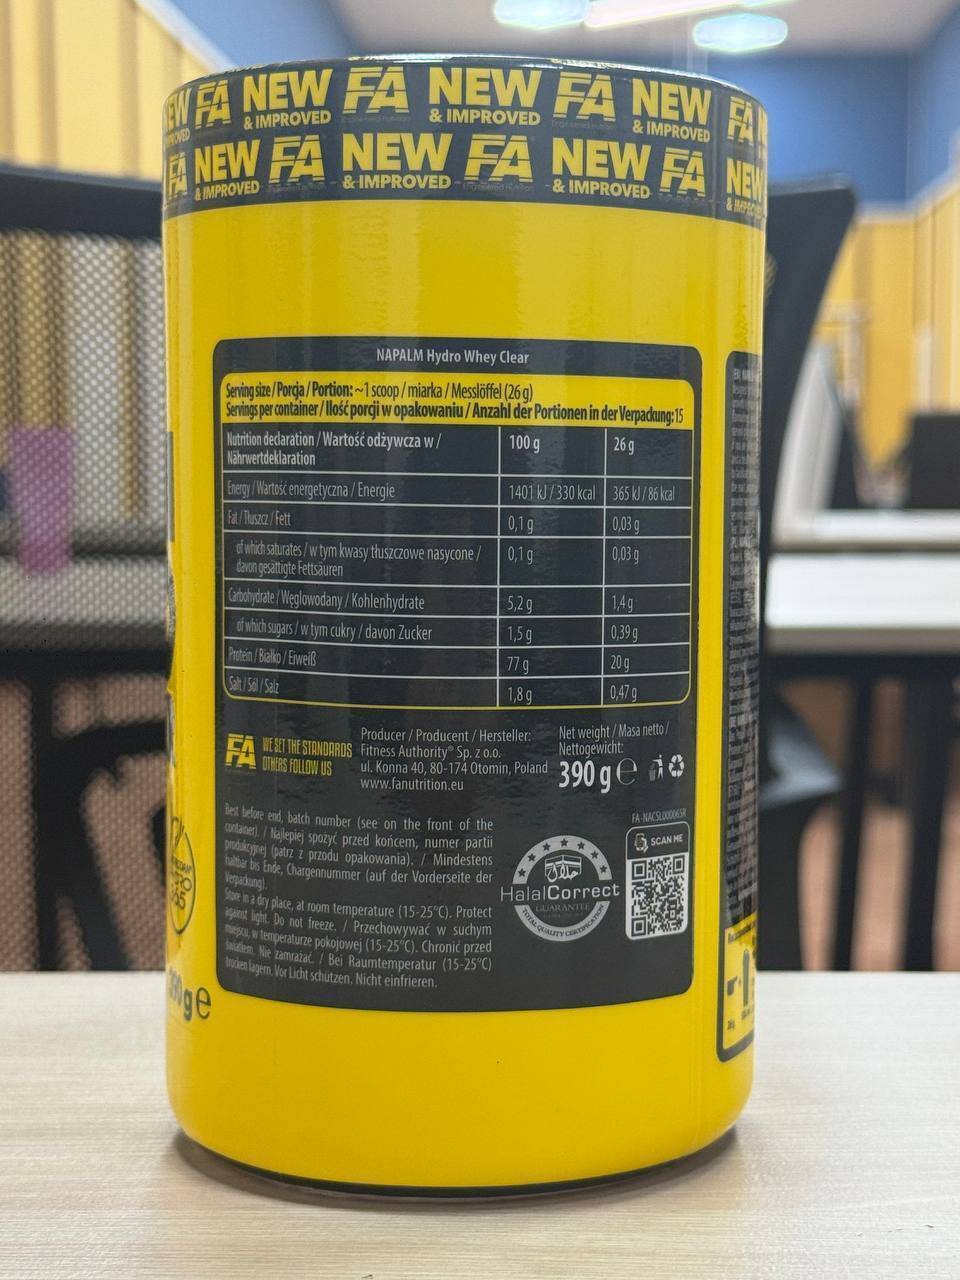 NEW FA NEW FA NEW FA
& IMPROVED & IMPROVED & IMPROVED
FA NEW FA NEW FA NEW FA NEW
& IMPROVED & IMPROVED & IMPROVED & IMPROVED
NAPALM Hydro Whey Clear
Serving size / Porcja / Portion: ~1 scoop / miarka / Messlöffel (26 g)
Servings per container / Ilość porcji w opakowaniu / Anzahl der Portionen in der Verpackung: 15
Nutrition declaration / Wartość odżywcza w / Nährwertdeklaration 100 g 26 g
Energy / Wartość energetyczna / Energie 1401 kJ / 330 kcal 365 kJ / 86 kcal
Fat / Tłuszcz / Fett 0,1 g 0,03 g
of which saturates / w tym kwasy tłuszczowe nasycone / davon gesättigte Fettsäuren 0,1 g 0,03 g
Carbohydrate / Węglowodany / Kohlenhydrate 5,2 g 1,4 g
of which sugars / w tym cukry / davon Zucker 1,5 g 0,39 g
Protein / Białko / Eiweiß 77 g 20 g
Salt / Sól / Salz 1,8 g 0,47 g
FA WE SET THE STANDARDS
OTHERS FOLLOW US
Producer / Producent / Hersteller:
Fitness Authority® Sp. z o.o.
ul. Konna 40, 80-174 Otomin, Poland
www.fanutrition.eu
Net weight / Masa netto /
Nettogewicht:
390 g e
Best before end, batch number (see on the front of the
container). / Najlepiej spożyć przed końcem, numer partii
produkcyjnej (patrz z przodu opakowania). / Mindestens
haltbar bis Ende, Chargennummer (auf der Vorderseite der
Verpackung).
Store in a dry place, at room temperature (15-25°C). Protect
against light. Do not freeze. / Przechowywać w suchym
miejscu, w temperaturze pokojowej (15-25°C). Chronić przed
światłem. Nie zamrażać. / Bei Raumtemperatur (15-25°C)
trocken lagern. Vor Licht schützen. Nicht einfrieren.
HalalCorrect
GUARANTEE
TOTAL QUALITY CERTIFICATION
FA-NACSL000065R
SCAN ME
390 g e